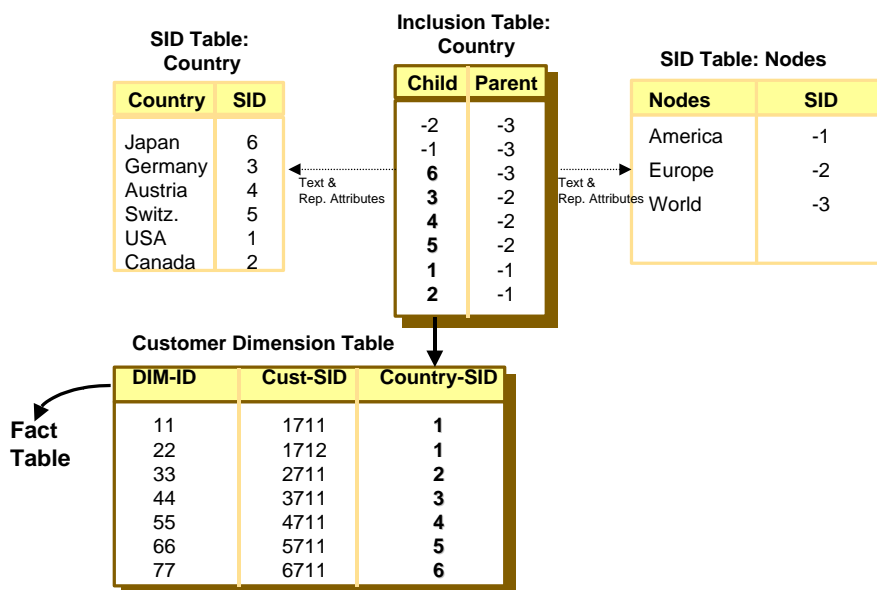 SID Table:
Country
Country SID
Japan 6
Germany 3
Austria 4
Switz. 5
USA 1
Canada 2
Text &
Rep. Attributes
Inclusion Table:
Country
Child Parent
-2 -3
-1 -3
6 -3
3 -2
4 -2
5 -2
1 -1
2 -1
Text &
Rep. Attributes
SID Table: Nodes
Nodes SID
America -1
Europe -2
World -3
Customer Dimension Table
DIM-ID Cust-SID Country-SID
11 1711 1
22 1712 1
33 2711 2
44 3711 3
55 4711 4
66 5711 5
77 6711 6
Fact
Table